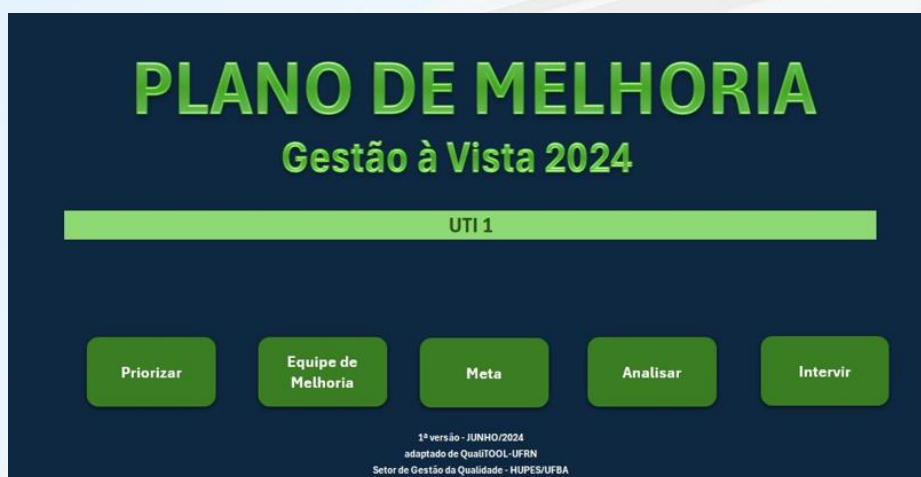 PLANO DE MELHORIA
Gestão à Vista 2024
UTI 1
Priorizar
Equipe de
Melhoria
Meta
Analisar
Intervir
1ª versão - JUNHO/2024
adaptado de QualiTOOL-UFRN
Setor de Gestão da Qualidade - HUPES/UFBA